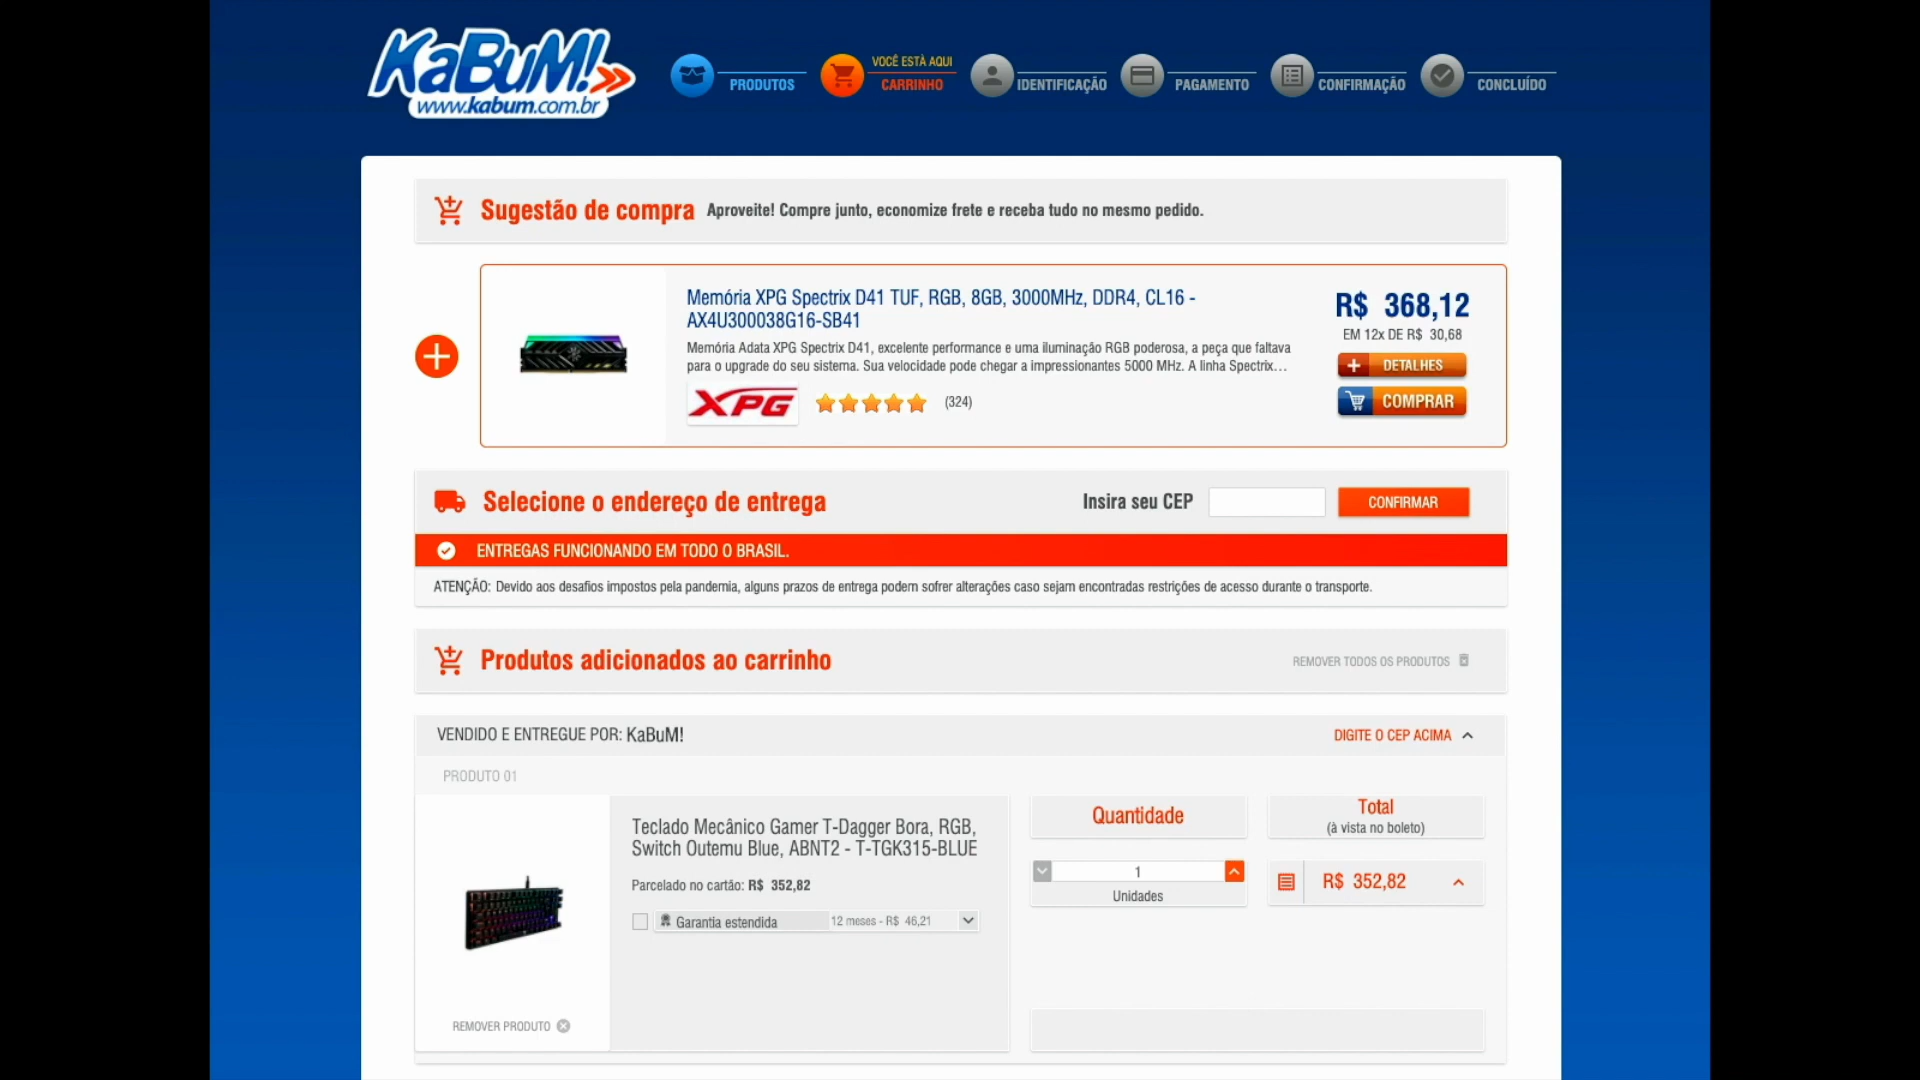 KaBuM!
www.kabum.com.br
PRODUTOS
VOCÊ ESTÀ AQUI
CARRINHO
IDENTIFICAÇÃO
PAGAMENTO
CONFIRMAÇÃO
CONCLUÍDO
Sugestão de compra Aproveite! Compre junto, economize frete e receba tudo no mesmo pedido.
Memória XPG Spectrix D41 TUF, RGB, 8GB, 3000MHz, DDR4, CL16 -
AX4U300038G16-SB41
Memória Adata XPG Spectrix D41, excelente performance e uma iluminação RGB poderosa, a peça que faltava
para o upgrade do seu sistema. Sua velocidade pode chegar a impressionantes 5000 MHz. A linha Spectrix...
XPG (324)
R$ 368,12
EM 12x DE R$ 30,68
DETALHES
COMPRAR
Selecione o endereço de entrega Insira seu CEP CONFIRMAR
ENTREGAS FUNCIONANDO EM TODO O BRASIL.
ATENÇÃO: Devido aos desafios impostos pela pandemia, alguns prazos de entrega podem sofrer alterações caso sejam encontradas restrições de acesso durante o transporte.
Produtos adicionados ao carrinho REMOVER TODOS OS PRODUTOS
VENDIDO E ENTREGUE POR: KaBuM! DIGITE O CEP ACIMA
PRODUTO 01
Teclado Mecânico Gamer T-Dagger Bora, RGB,
Switch Outemu Blue, ABNT2 - T-TGK315-BLUE
Parcelado no cartão: R$ 352,82
Garantia estendida 12 meses - R$ 46,21
REMOVER PRODUTO
Quantidade
1
Unidades
Total
(à vista no boleto)
R$ 352,82